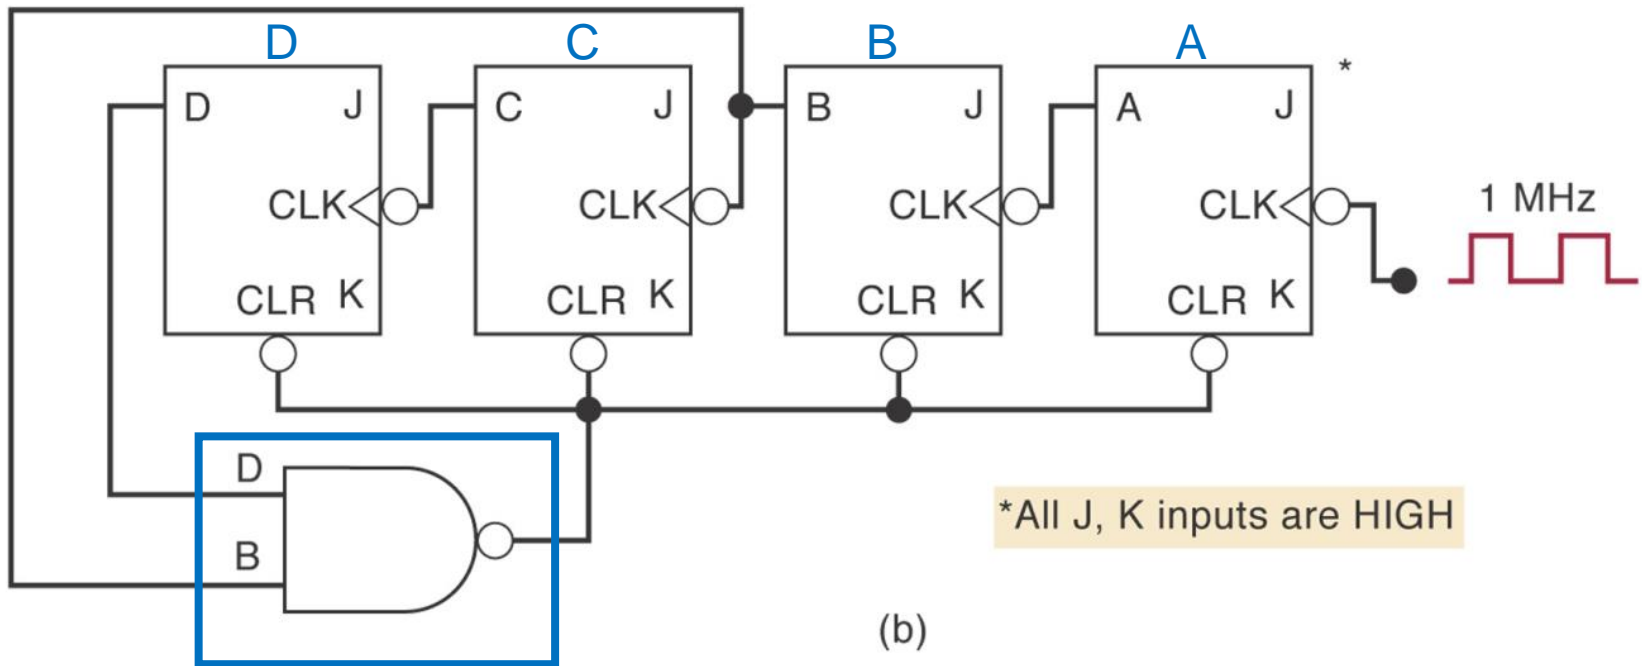 D C B A
D J C J B J A J *
CLK CLK CLK CLK
1 MHz
CLR K CLR K CLR K CLR K
D
B
*All J, K inputs are HIGH
(b)